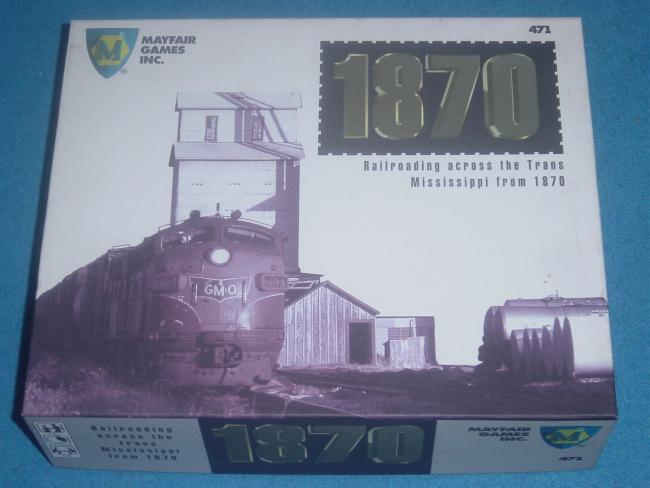 M
MAYFAIR
GAMES
INC.
®
471
1870
Railroading across the Trans
Mississippi from 1870
GM&O
Railroading
across the
Trans
Mississippi
from 1870
1870
MAYFAIR
GAMES
INC.
M
471